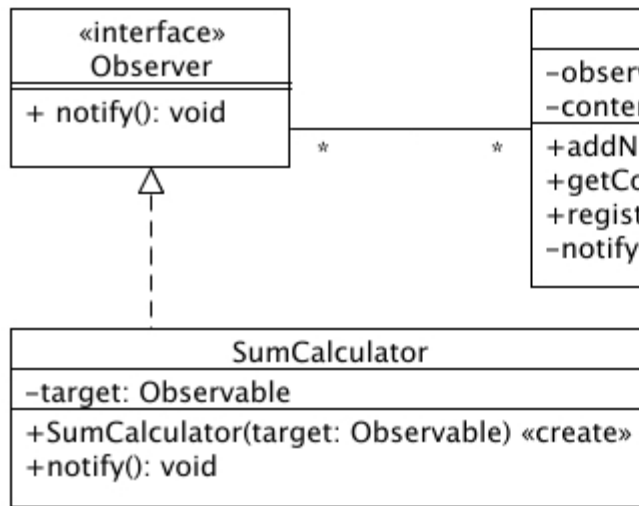 «interface»
Observer
+ notify(): void
*
*
+SumCalculator(target: Observable) «create»
SumCalculator
-target: Observable
+notify(): void